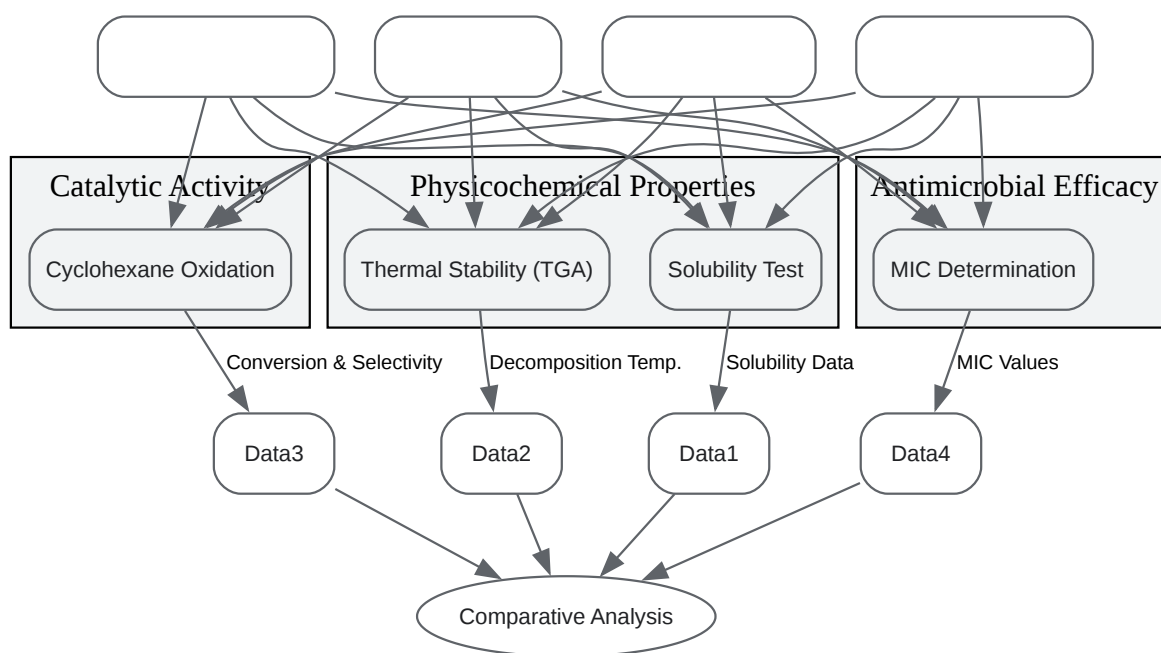 Catalytic Activity
Physicochemical Properties
Antimicrobial Efficacy
Cyclohexane Oxidation
Thermal Stability (TGA)
Solubility Test
MIC Determination
Conversion & Selectivity
Decomposition Temp.
Solubility Data
MIC Values
Data3
Data2
Data1
Data4
Comparative Analysis